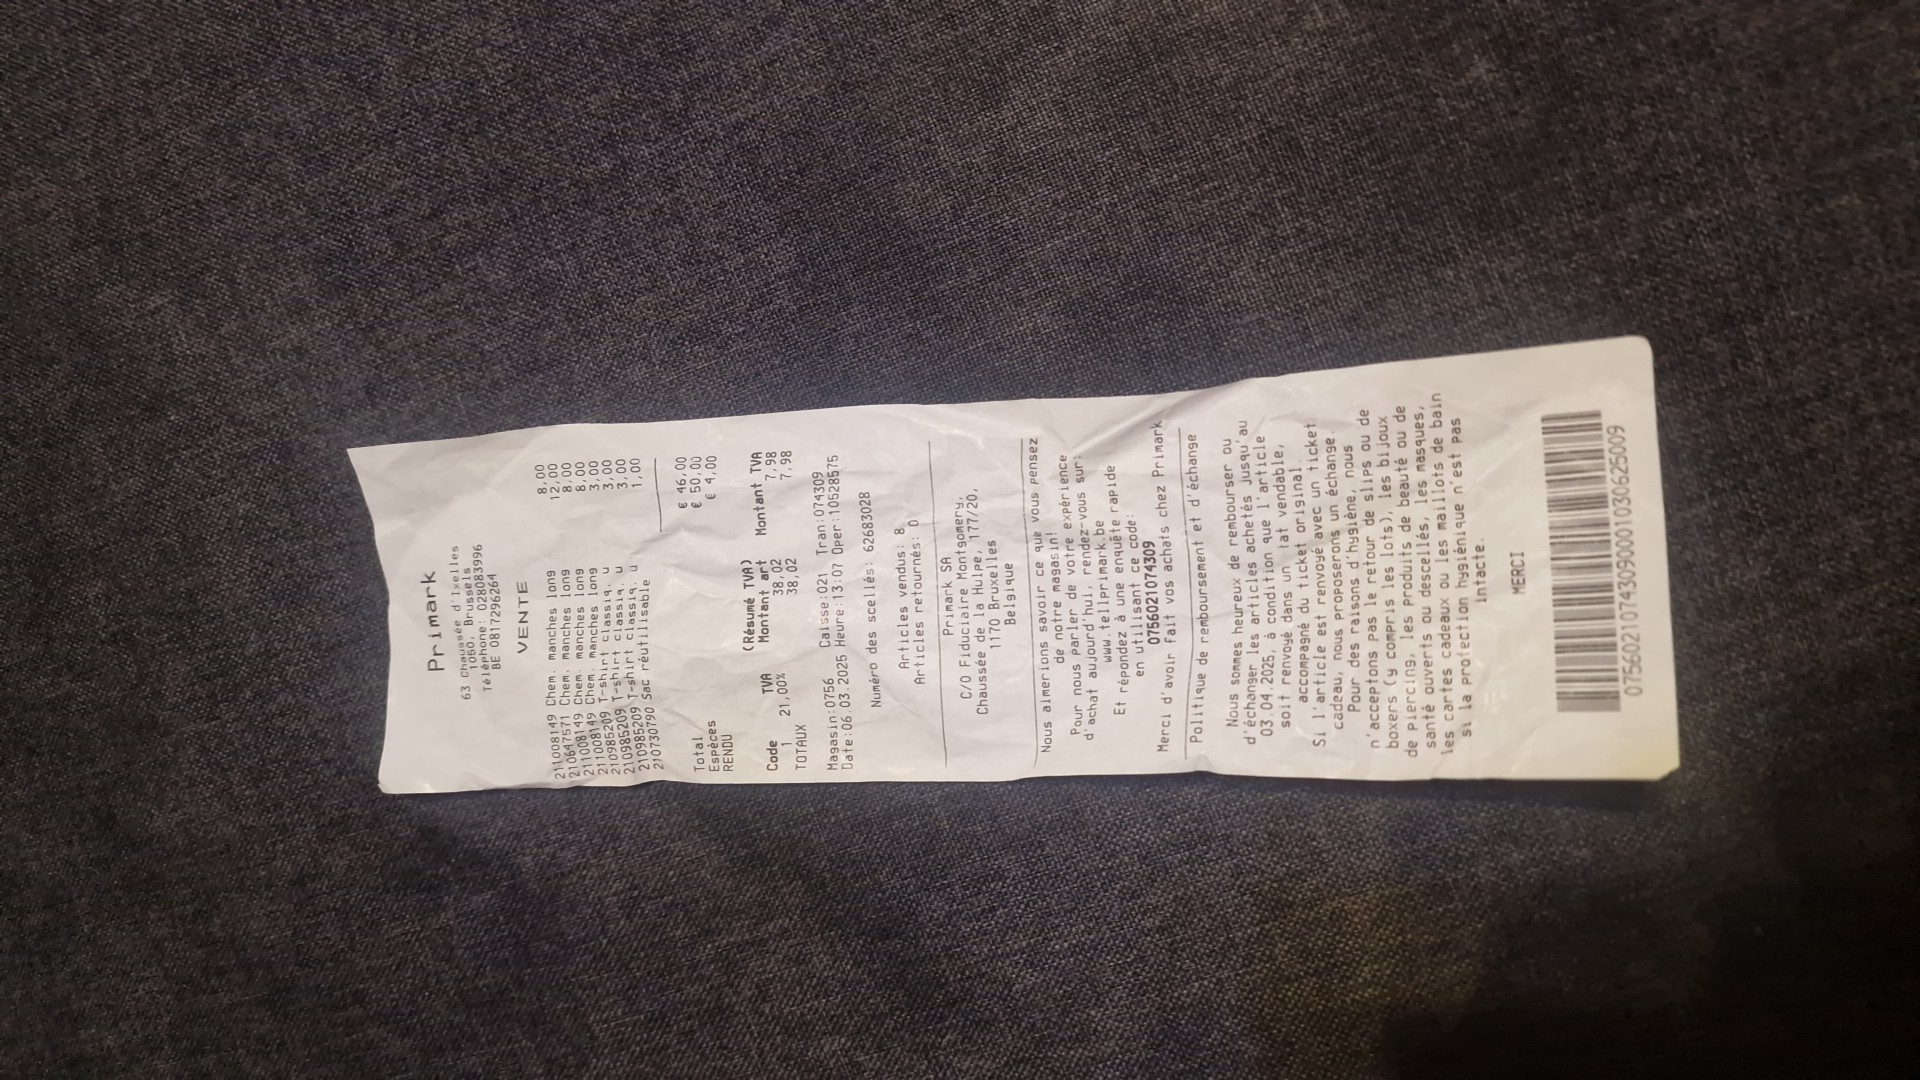 Primark
63 Chaussée d'Ixelles
1050, Brussels
Téléphone: 028083996
BE 0817296264
VENTE
211008149 Chem. manches long 8,00
210647571 Chem. manches long 12,00
211008149 Chem. manches long 8,00
211008149 Chem. manches long 8,00
210985209 T-shirt classiq. u 3,00
210985209 T-shirt classiq. u 3,00
210985209 T-shirt classiq. u 3,00
210730790 Sac réutilisable 1,00
Total € 46,00
Espèces € 50,00
RENDU € 4,00
(Résumé TVA)
Code TVA Montant art Montant TVA
1 21,00% 38,02 7,98
TOTAUX 38,02 7,98
Magasin:0756 Caisse:021 Tran:074309
Date:06.03.2025 Heure:13:07 Oper:10528575
Numéro des scellés: 62683028
Articles vendus: 8
Articles retournés: 0
Primark SA
C/O Fiduciaire Montgomery,
Chaussée de la Hulpe, 177/20,
1170 Bruxelles
Belgique
Nous aimerions savoir ce que vous pensez
de notre magasin!
Pour nous parler de votre expérience
d'achat aujourd'hui, rendez-vous sur:
www.tellprimark.be
Et répondez à une enquête rapide
en utilisant ce code:
075602107­4309
Merci d'avoir fait vos achats chez Primark
Politique de remboursement et d'échange
Nous sommes heureux de rembourser ou
d'échanger les articles achetés jusqu'au
03.04.2025, à condition que l'article
soit renvoyé dans un  tat vendable,
accompagné du ticket original.
Si l'article est renvoyé avec un ticket
cadeau, nous proposerons un échange.
Pour des raisons d'hygiène, nous
n'acceptons pas le retour de slips ou de
boxers (y compris les lots), les bijoux
de piercing, les produits de beauté ou de
santé ouverts ou descellés, les masques,
les cartes cadeaux ou les maillots de bain
si la protection hygiénique n'est pas
intacte.
MERCI
07560210743090001030625009